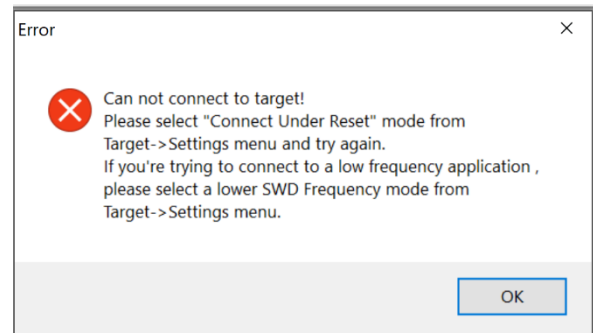 Error
Can not connect to target!
Please select "Connect Under Reset" mode from
Target->Settings menu and try again.
If you're trying to connect to a low frequency application ,
please select a lower SWD Frequency mode from
Target->Settings menu.
OK